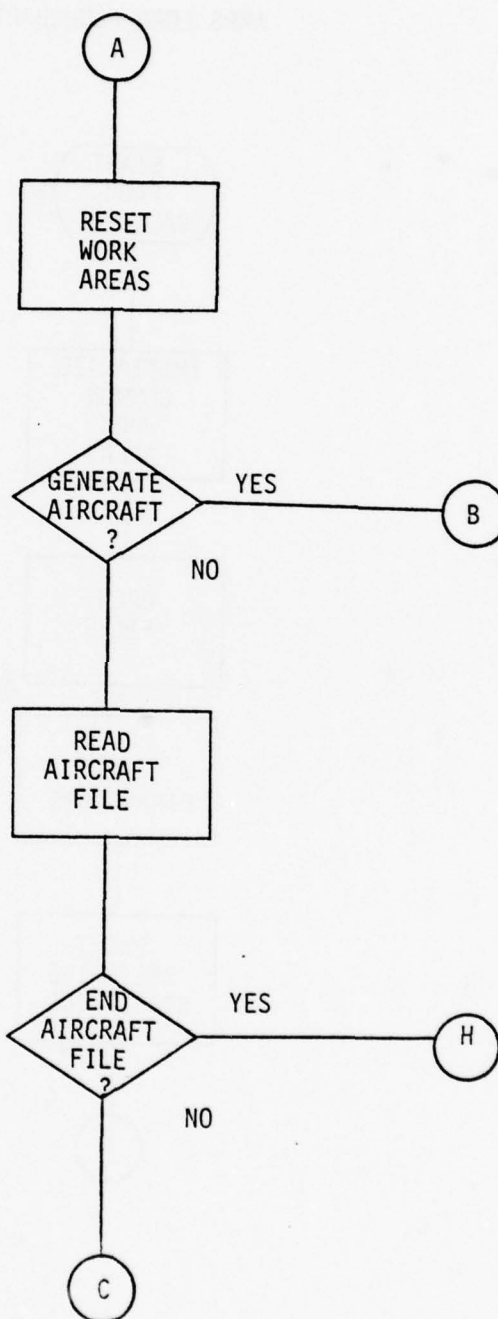 A
RESET
WORK
AREAS
GENERATE
AIRCRAFT
?
YES
B
NO
READ
AIRCRAFT
FILE
END
AIRCRAFT
FILE
?
YES
H
NO
C